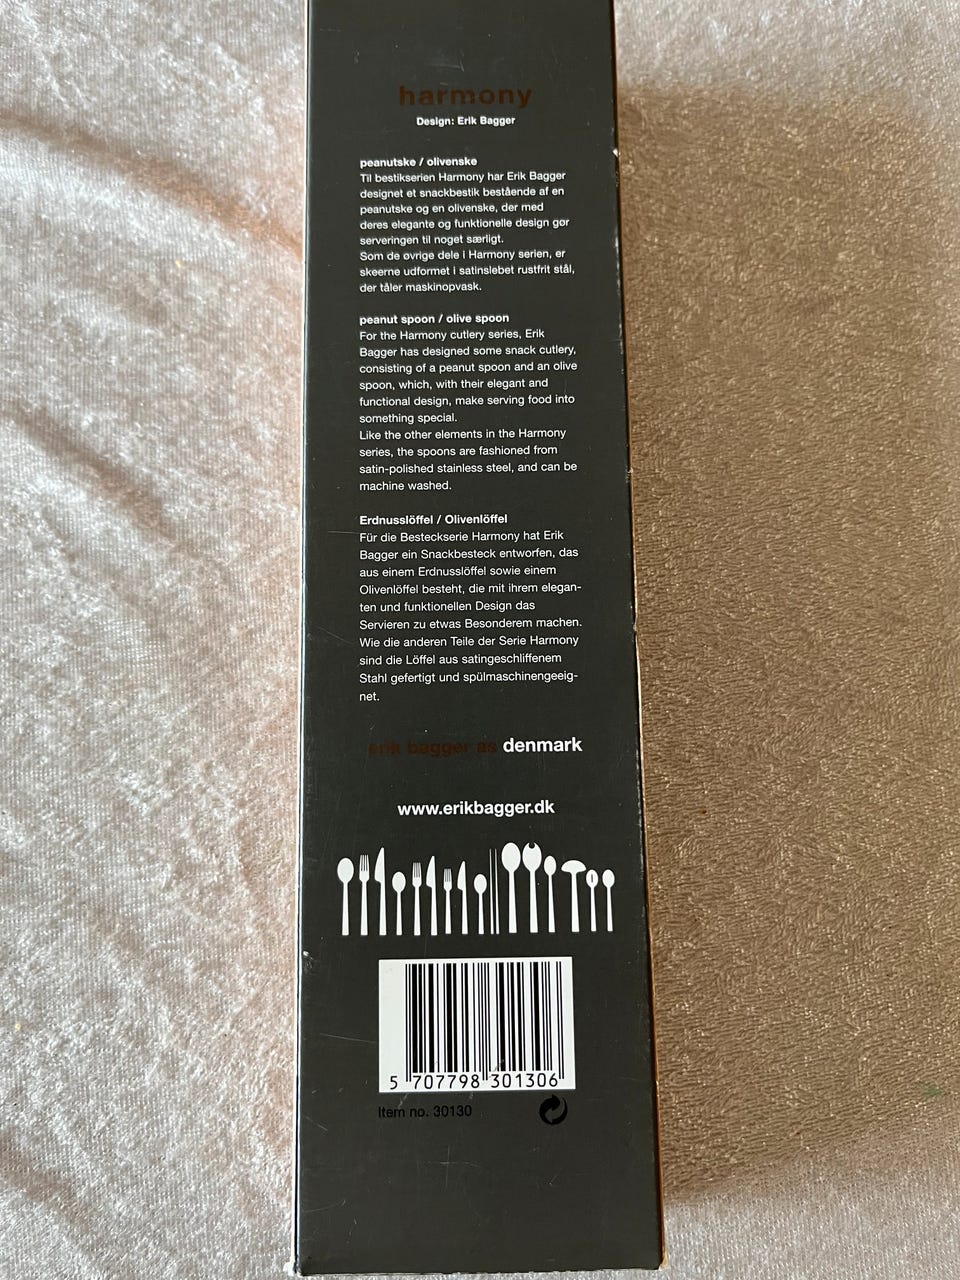 harmony
Design: Erik Bagger
peanutske / olivenske
Til bestikserien Harmony har Erik Bagger
designet et snackbestik bestående af en
peanutske og en olivenske, der med
deres elegante og funktionelle design gør
serveringen til noget særligt.
Som de øvrige dele i Harmony serien, er
skeerne udformet i satinslebet rustfrit stål,
der tåler maskinopvask.
peanut spoon / olive spoon
For the Harmony cutlery series, Erik
Bagger has designed some snack cutlery,
consisting of a peanut spoon and an olive
spoon, which, with their elegant and
functional design, make serving food into
something special.
Like the other elements in the Harmony
series, the spoons are fashioned from
satin-polished stainless steel, and can be
machine washed.
Erdnusslöffel / Olivenlöffel
Für die Besteckserie Harmony hat Erik
Bagger ein Snackbesteck entworfen, das
aus einem Erdnusslöffel sowie einem
Olivenlöffel besteht, die mit ihrem elegan-
ten und funktionellen Design das
Servieren zu etwas Besonderem machen.
Wie die anderen Teile der Serie Harmony
sind die Löffel aus satingeschliffenem
Stahl gefertigt und spülmaschinengeeig-
net.
erik bagger as denmark
www.erikbagger.dk
5 707798 301306
Item no. 30130